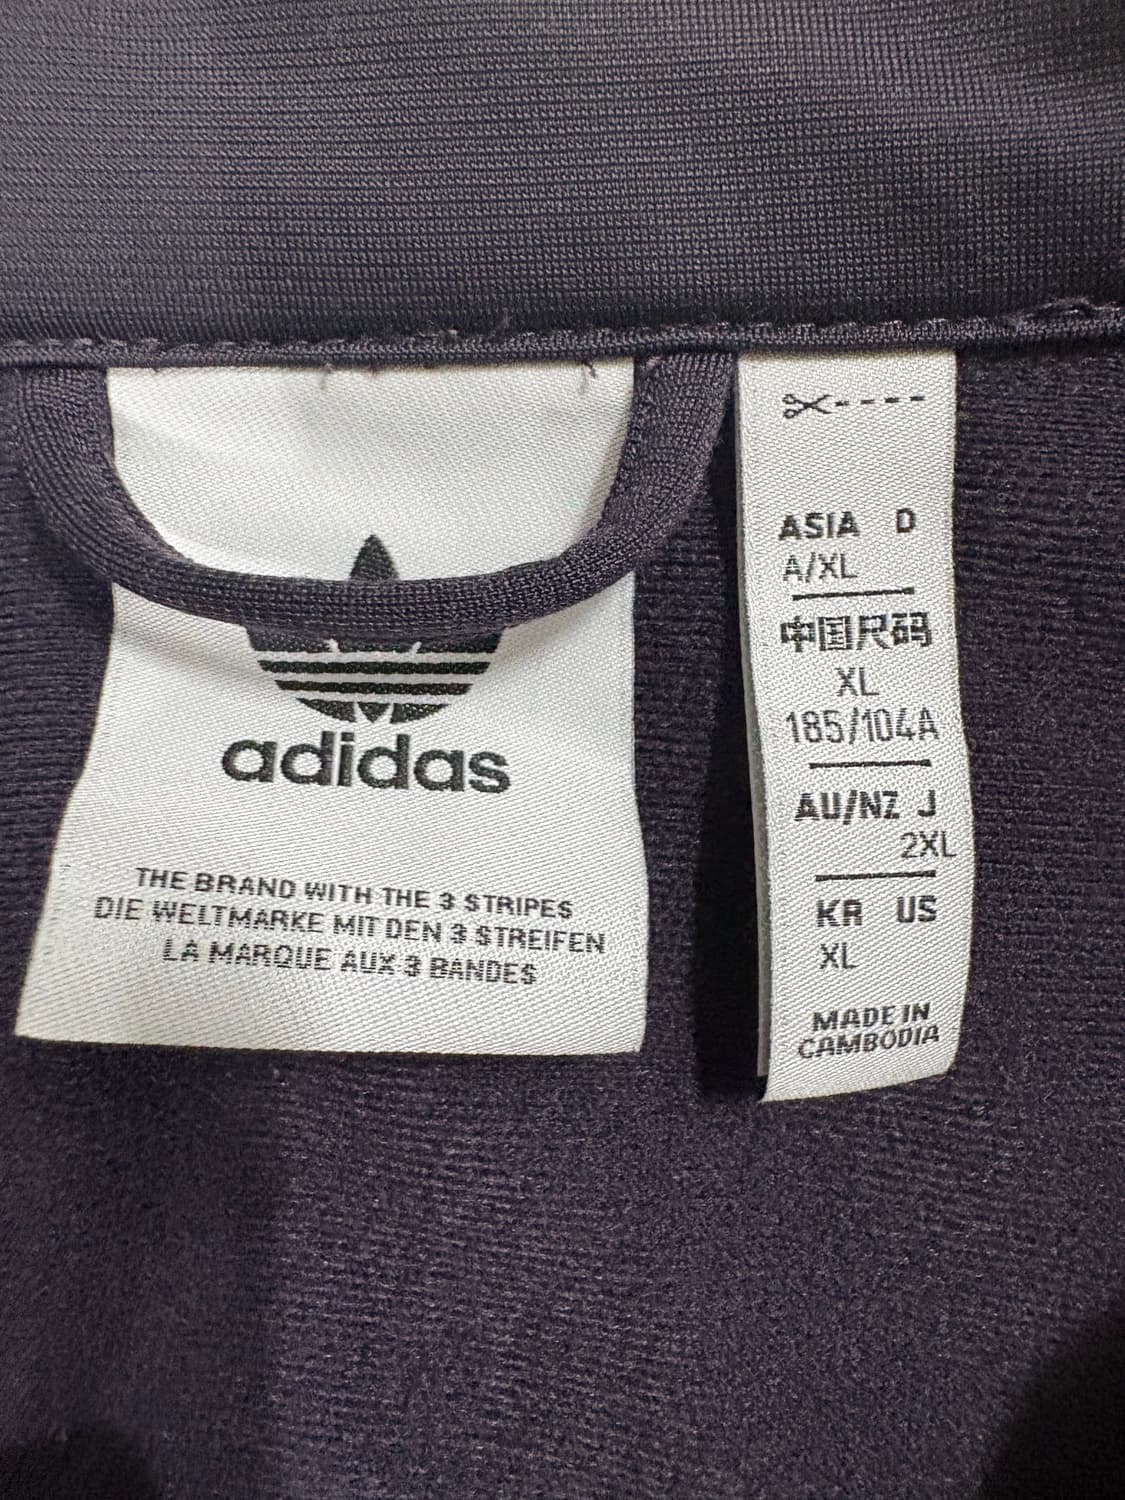 adidas
THE BRAND WITH THE 3 STRIPES
DIE WELTMARKE MIT DEN 3 STREIFEN
LA MARQUE AUX 3 BANDES
ASIA D
A/XL
中国尺码
XL
185/104A
AU/NZ J
2XL
KR US
XL
MADE IN
CAMBODIA